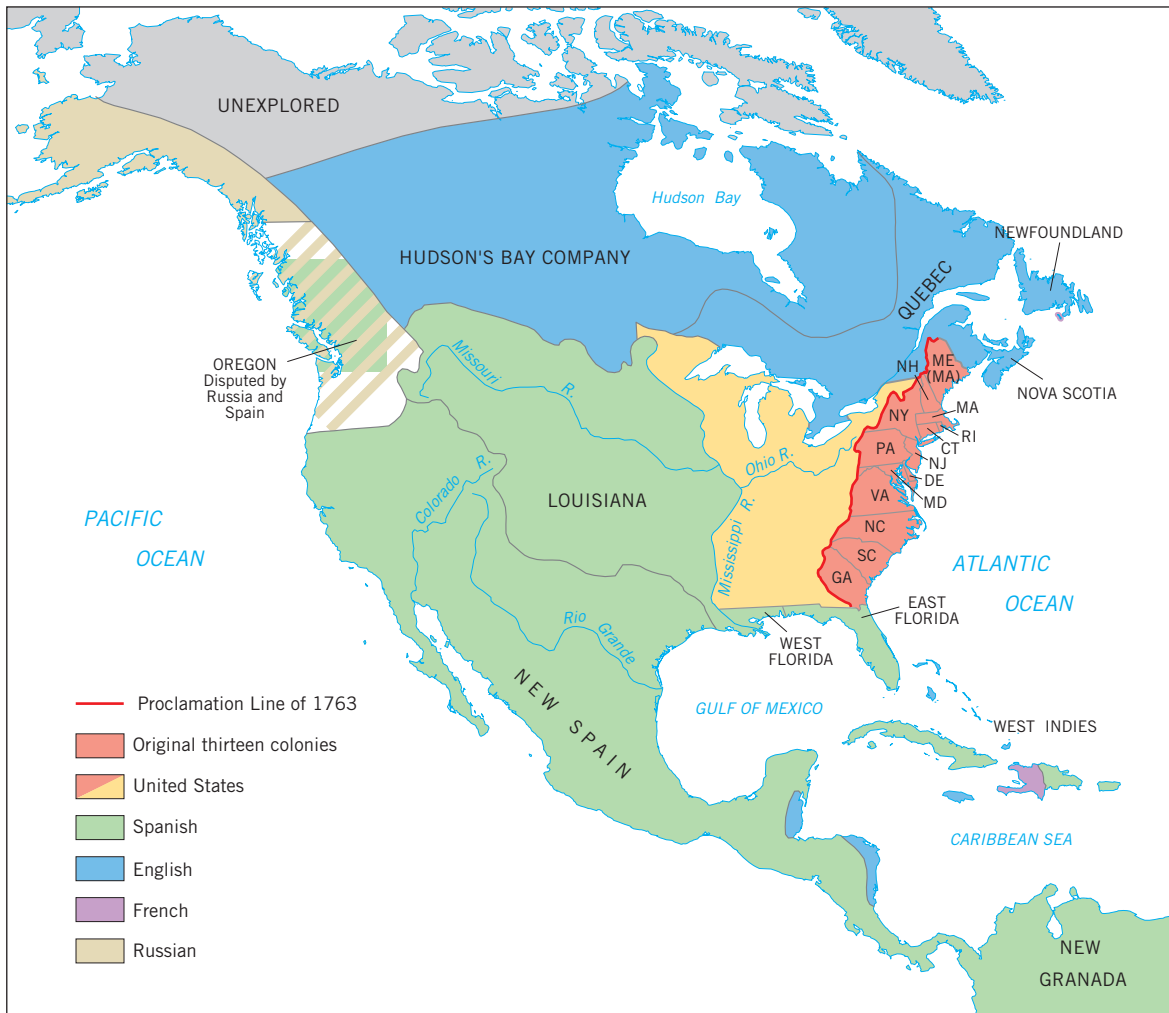 UNEXPLORED
Hudson Bay
NEWFOUNDLAND
HUDSON'S BAY COMPANY
QUEBEC
OREGON
Disputed by
Russia and
Spain
Missouri
R.
NH
ME
(MA)
NOVA SCOTIA
NY
MA
RI
CT
PA
NJ
DE
MD
Ohio R.
VA
Colorado
R.
LOUISIANA
Mississippi
R.
NC
SC
GA
PACIFIC
OCEAN
ATLANTIC
OCEAN
EAST
FLORIDA
WEST
FLORIDA
Rio
Grande
NEW SPAIN
GULF OF MEXICO
WEST INDIES
CARIBBEAN SEA
NEW
GRANADA
Proclamation Line of 1763
Original thirteen colonies
United States
Spanish
English
French
Russian